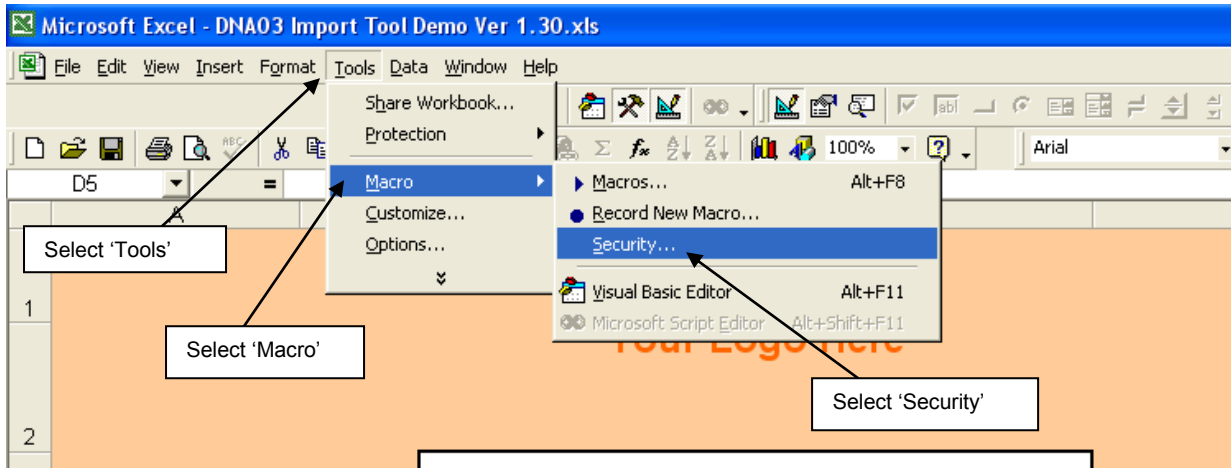 Microsoft Excel - DNA03 Import Tool Demo Ver 1.30.xls
File Edit View Insert Format Tools Data Window Help
Share Workbook...
Protection
Macro
Customize...
Options...
Macros... Alt+F8
Record New Macro...
Security...
Visual Basic Editor Alt+F11
Microsoft Script Editor Alt+Shift+F11
ab|
ABC
Σ fx A Z Z A 100% ? Arial
D5 =
A
1
2
Select ‘Tools’
Select ‘Macro’
Select ‘Security’
Your Logo Here